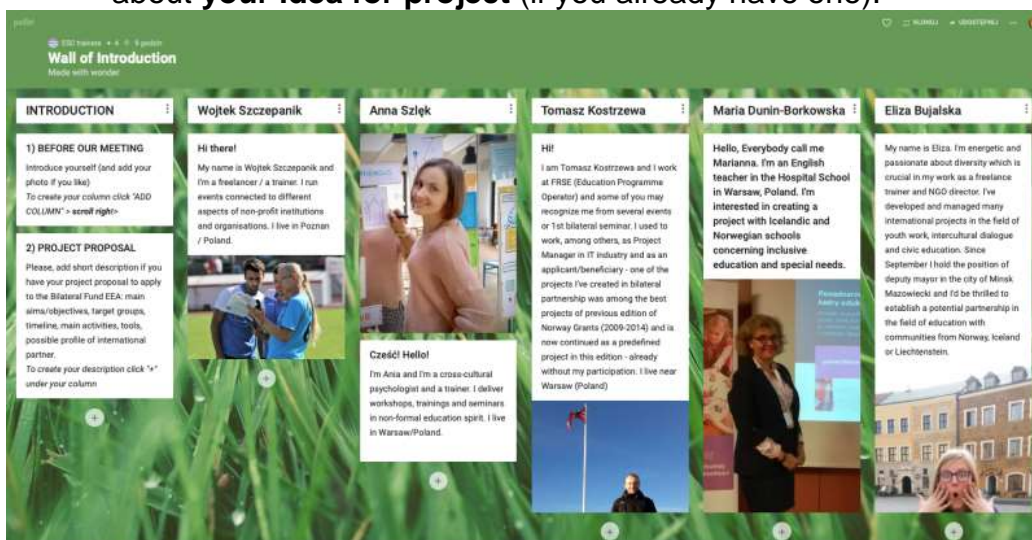 about your idea for project (if you already have one).
padlet
ESC trainers • 4 • 9 godzin
Wall of Introduction
Made with wonder
KLONUJ
UDOSTĘPNIJ
INTRODUCTION
1) BEFORE OUR MEETING
Introduce yourself (and add your
photo if you like)
To create your column click "ADD
COLUMN" > scroll right>
2) PROJECT PROPOSAL
Please, add short description if you
have your project proposal to apply
to the Bilateral Fund EEA: main
aims/objectives, target groups,
timeline, main activities, tools,
possible profile of international
partner.
To create your description click "+"
under your column
Wojtek Szczepanik
Hi there!
My name is Wojtek Szczepanik and
I'm a freelancer / a trainer. I run
events connected to different
aspects of non-profit institutions
and organisations. I live in Poznan
/ Poland.
Anna Szlęk
Cześć! Hello!
I'm Ania and I'm a cross-cultural
psychologist and a trainer. I deliver
workshops, trainings and seminars
in non-formal education spirit. I live
in Warsaw/Poland.
Tomasz Kostrzewa
Hi!
I am Tomasz Kostrzewa and I work
at FRSE (Education Programme
Operator) and some of you may
recognize me from several events
or 1st bilateral seminar. I used to
work, among others, as Project
Manager in IT industry and as an
applicant/beneficiary - one of the
projects I've created in bilateral
partnership was among the best
projects of previous edition of
Norway Grants (2009-2014) and is
now continued as a predefined
project in this edition - already
without my participation. I live near
Warsaw (Poland)
Maria Dunin-Borkowska
Hello, Everybody call me
Marianna. I'm an English
teacher in the Hospital School
in Warsaw, Poland. I'm
interested in creating a
project with Icelandic and
Norwegian schools
concerning inclusive
education and special needs.
Eliza Bujalska
My name is Eliza. I'm energetic and
passionate about diversity which is
crucial in my work as a freelance
trainer and NGO director. I've
developed and managed many
international projects in the field of
youth work, intercultural dialogue
and civic education. Since
September I hold the position of
deputy mayor in the city of Minsk
Mazowiecki and I'd be thrilled to
establish a potential partnership in
the field of education with
communities from Norway, Iceland
or Liechtenstein.